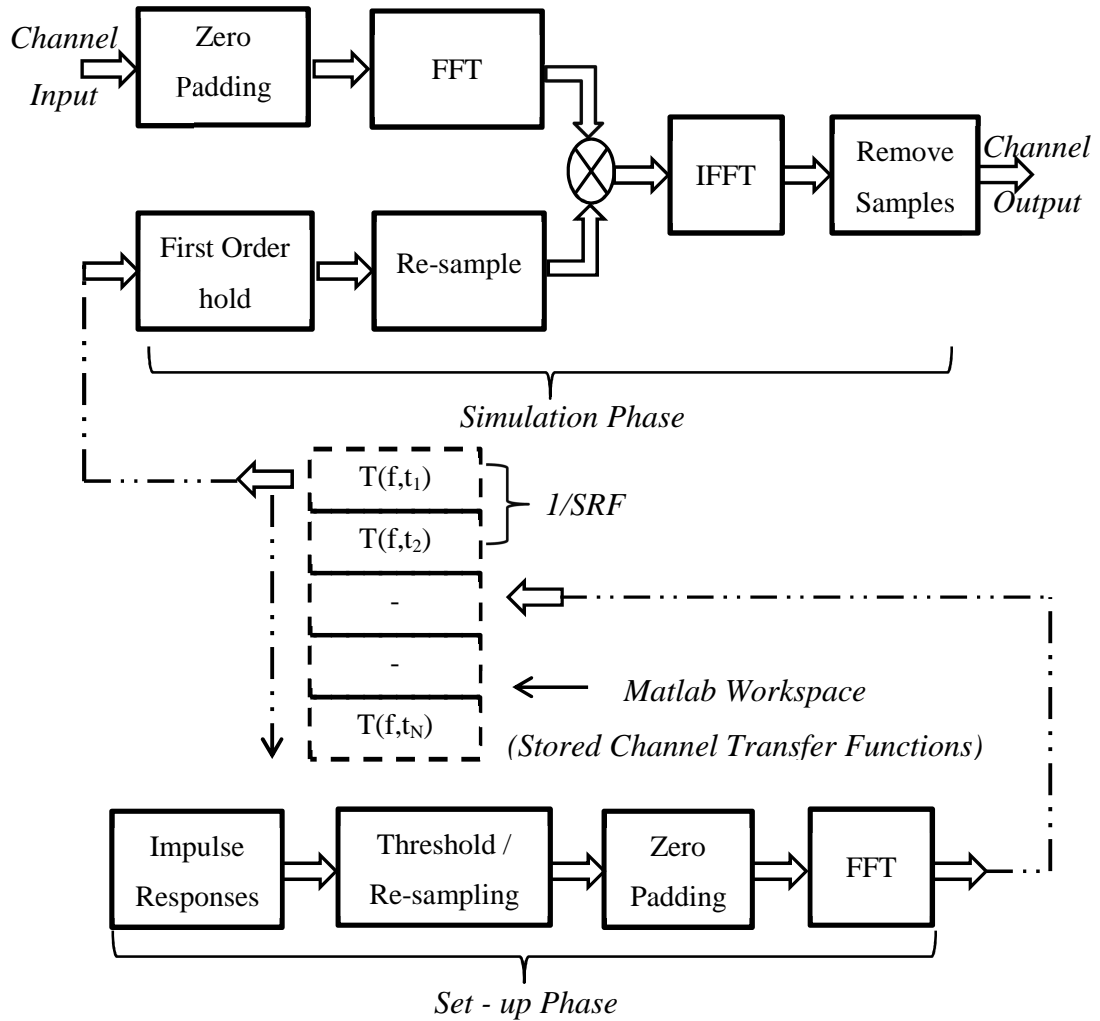 Channel
Input
Zero
Padding
FFT
IFFT
Remove
Samples
Channel
Output
First Order
hold
Re-sample
Simulation Phase
T(f,t₁)
1/SRF
T(f,t₂)
-
-
Matlab Workspace
T(f,t_N)
(Stored Channel Transfer Functions)
Impulse
Responses
Threshold /
Re-sampling
Zero
Padding
FFT
Set - up Phase